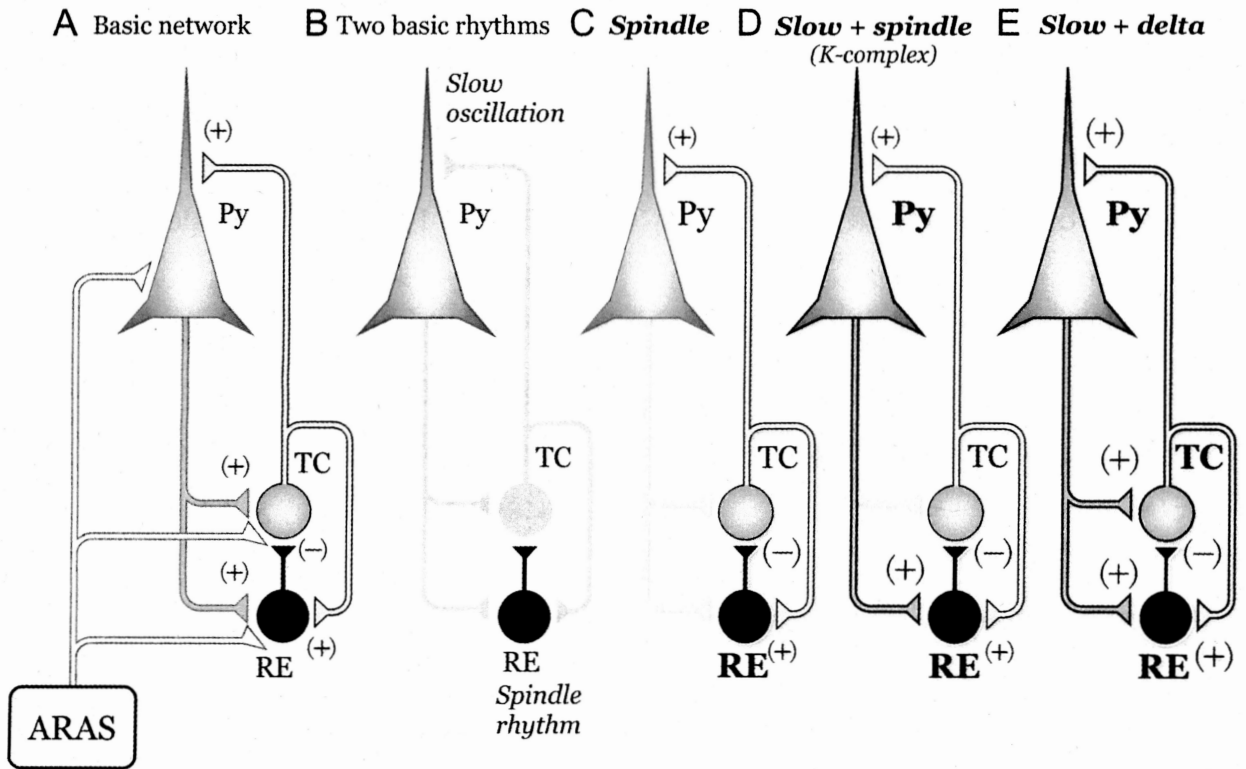 A Basic network
B Two basic rhythms
C Spindle
D Slow + spindle
(K-complex)
E Slow + delta
Slow
oscillation
(+)
(+)
(+)
(+)
Py
Py
Py
Py
Py
(+)
TC
TC
TC
TC
(+)
TC
(−)
(−)
(−)
(−)
(+)
(+)
(+)
(+)
RE
RE
RE (+)
RE (+)
RE (+)
Spindle
rhythm
ARAS